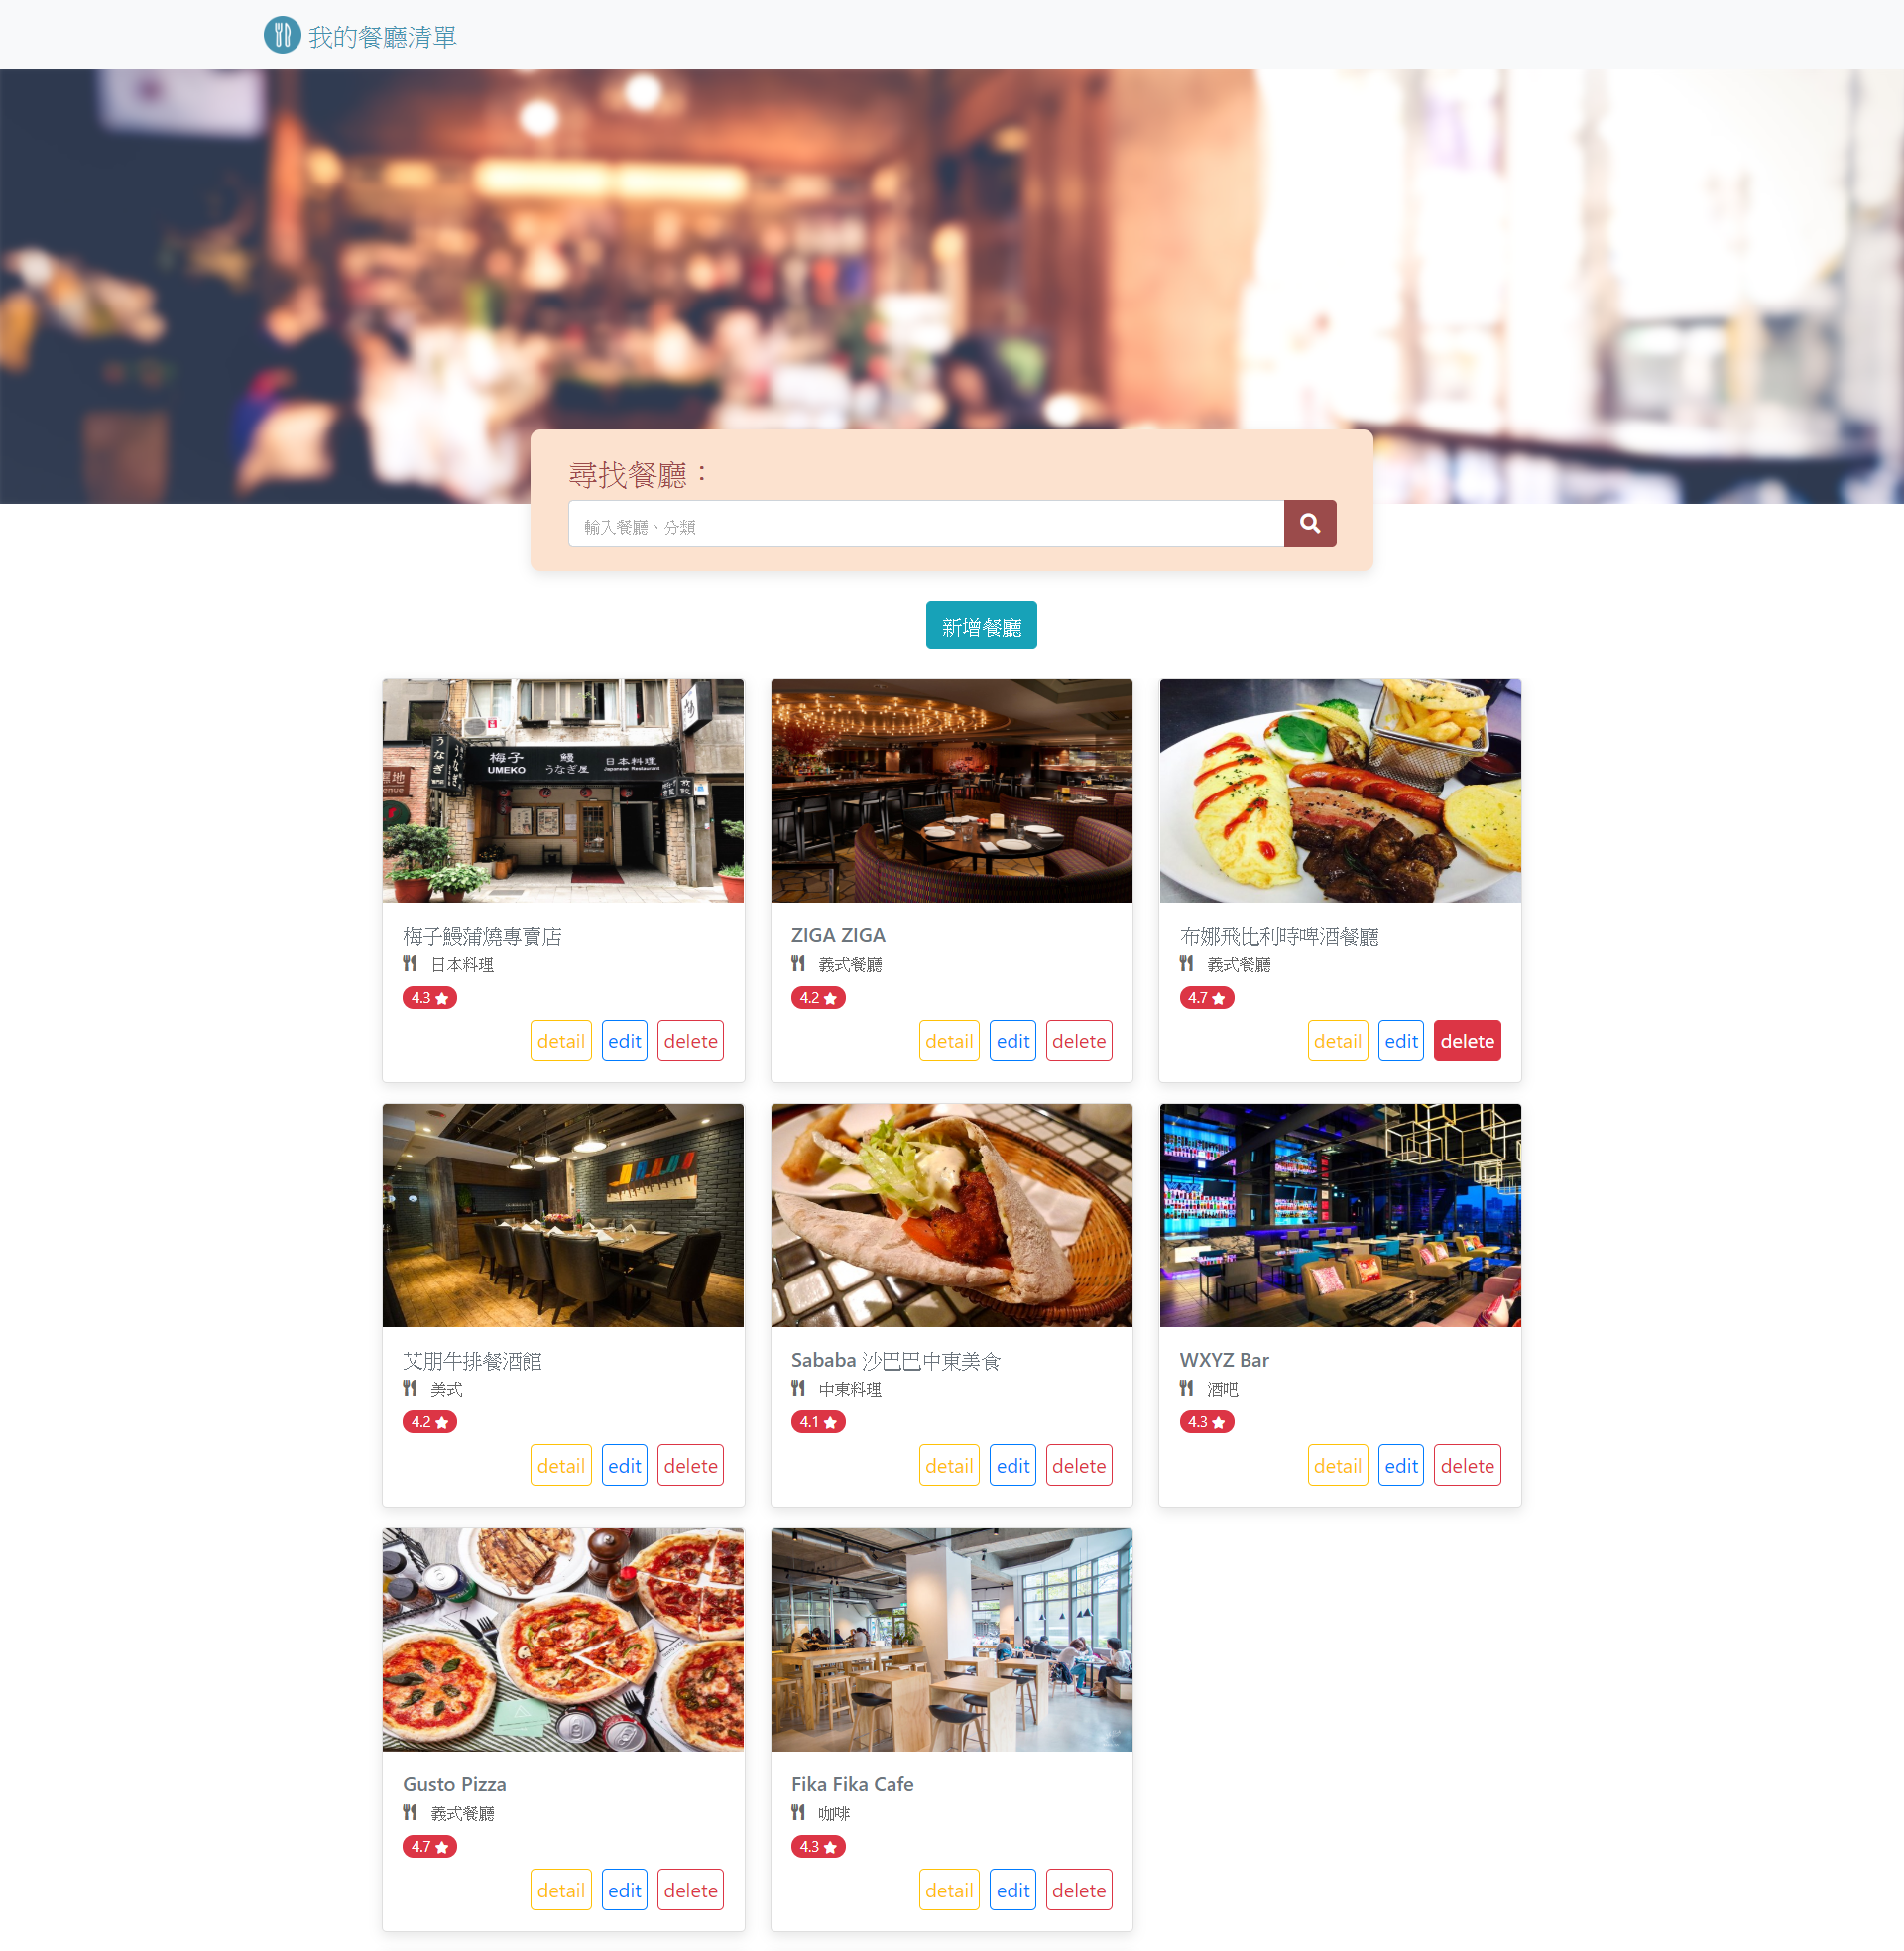 我的餐廳清單
尋找餐廳：
輸入餐廳、分類
新增餐廳
梅子 鰻 日本料理
UMEKO うなぎ屋 Japanese Restaurant
うなぎ
梅子鰻蒲燒專賣店
日本料理
4.3
detail edit delete
ZIGA ZIGA
義式餐廳
4.2
detail edit delete
布娜飛比利時啤酒餐廳
義式餐廳
4.7
detail edit delete
艾朋牛排餐酒館
美式
4.2
detail edit delete
Sababa 沙巴巴中東美食
中東料理
4.1
detail edit delete
WXYZ Bar
酒吧
4.3
detail edit delete
Gusto Pizza
義式餐廳
4.7
detail edit delete
Fika Fika Cafe
咖啡
4.3
detail edit delete